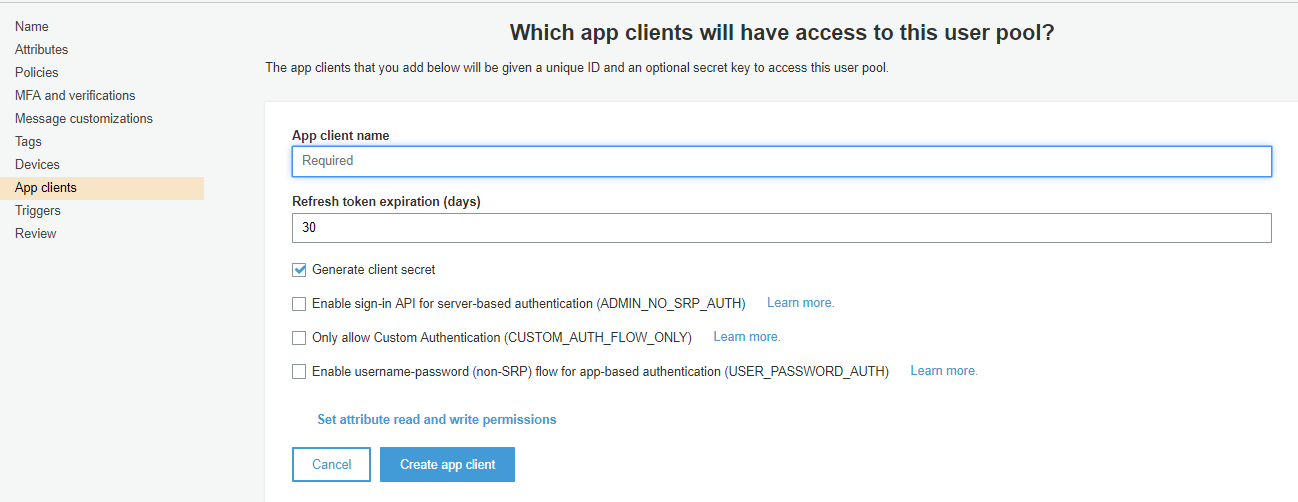 Name
Attributes
Policies
MFA and verifications
Message customizations
Tags
Devices
App clients
Triggers
Review
Which app clients will have access to this user pool?
The app clients that you add below will be given a unique ID and an optional secret key to access this user pool.
App client name
Required
Refresh token expiration (days)
30
Generate client secret
Enable sign-in API for server-based authentication (ADMIN_NO_SRP_AUTH) Learn more.
Only allow Custom Authentication (CUSTOM_AUTH_FLOW_ONLY) Learn more.
Enable username-password (non-SRP) flow for app-based authentication (USER_PASSWORD_AUTH) Learn more.
Set attribute read and write permissions
Cancel Create app client